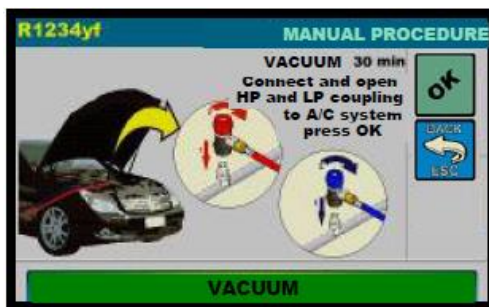 R1234yf
MANUAL PROCEDURE
VACUUM 30 min
Connect and open
HP and LP coupling
to A/C system
press OK
OK
BACK
ESC
VACUUM